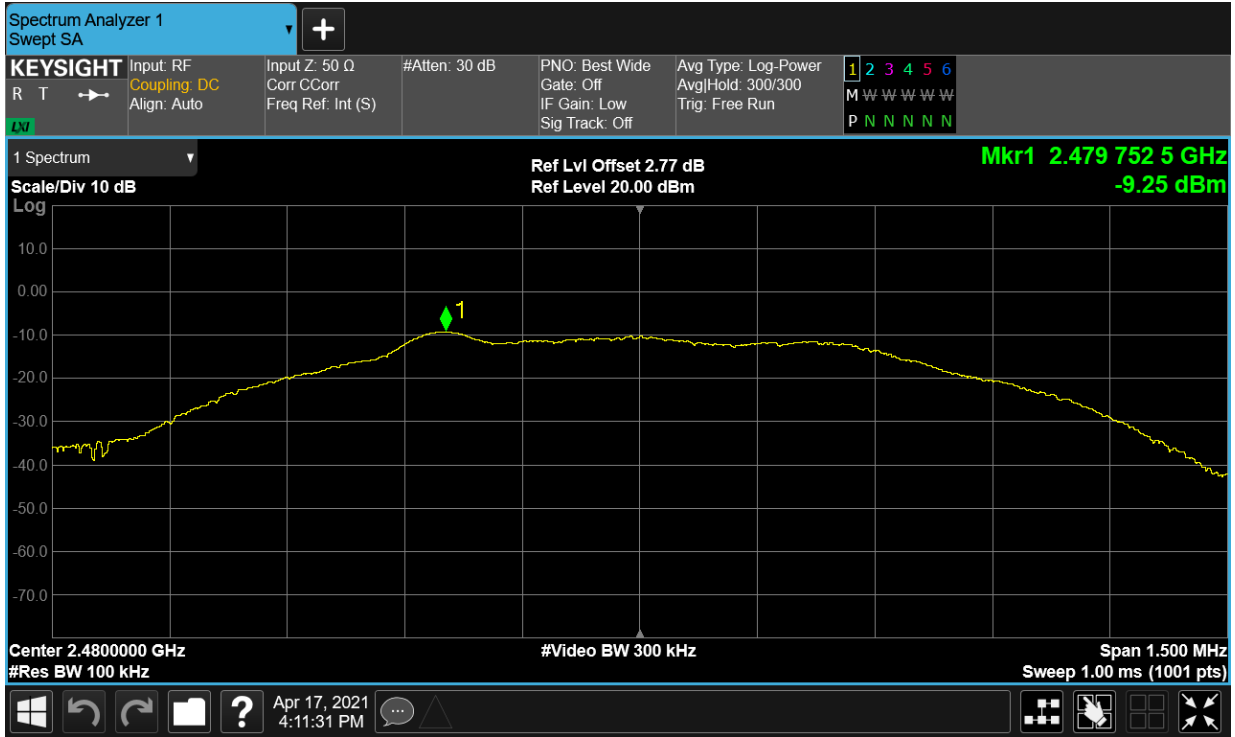 Spectrum Analyzer 1
Swept SA
▼
+
KEYSIGHT
R T
LXI
Input: RF
Coupling: DC
Align: Auto
Input Z: 50 Ω
Corr CCorr
Freq Ref: Int (S)
#Atten: 30 dB
PNO: Best Wide
Gate: Off
IF Gain: Low
Sig Track: Off
Avg Type: Log-Power
Avg|Hold: 300/300
Trig: Free Run
1 2 3 4 5 6
M W W W W W
P N N N N N N
1 Spectrum ▼
Scale/Div 10 dB
Log
Ref Lvl Offset 2.77 dB
Ref Level 20.00 dBm
Mkr1 2.479 752 5 GHz
-9.25 dBm
10.0
0.00
-10.0
-20.0
-30.0
-40.0
-50.0
-60.0
-70.0
1
Center 2.4800000 GHz
#Res BW 100 kHz
#Video BW 300 kHz
Span 1.500 MHz
Sweep 1.00 ms (1001 pts)
?
Apr 17, 2021
4:11:31 PM